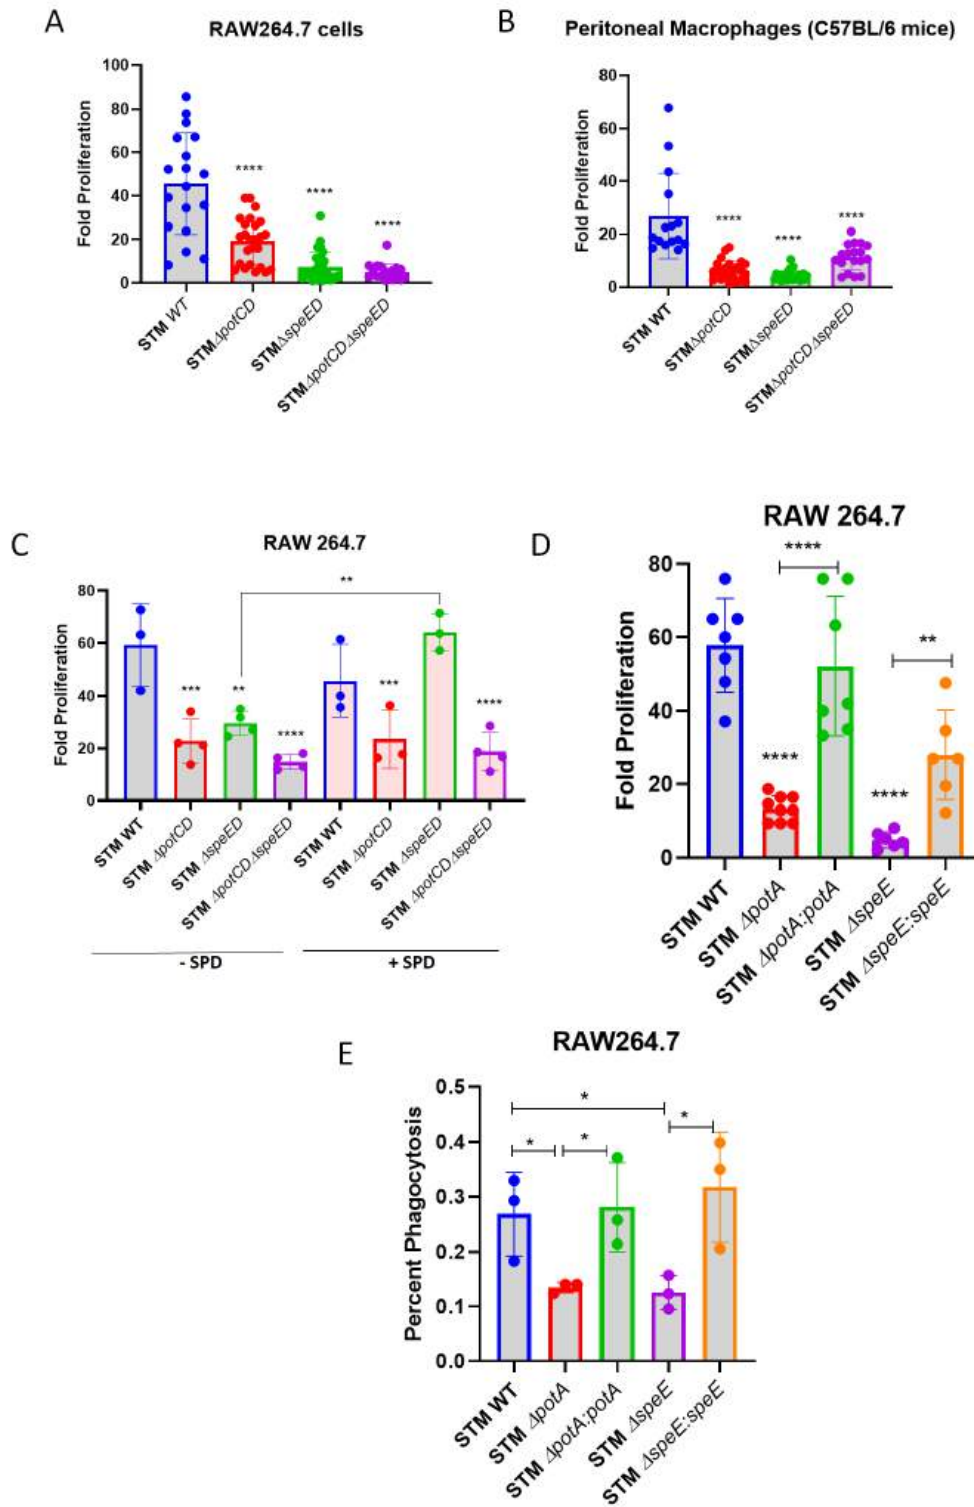 A
RAW264.7 cells
Fold Proliferation
100
80
60
40
20
0
****
****
****
STM WT
STMΔpotCD
STMΔspeED
STMΔpotCDΔspeED
B
Peritoneal Macrophages (C57BL/6 mice)
Fold Proliferation
80
60
40
20
0
****
****
****
STM WT
STMΔpotCD
STMΔspeED
STMΔpotCDΔspeED
C
RAW 264.7
Fold Proliferation
80
60
40
20
0
***
**
****
**
***
****
STM WT
STM ΔpotCD
STM ΔspeED
STM ΔpotCDΔspeED
STM WT
STM ΔpotCD
STM ΔspeED
STM ΔpotCDΔspeED
- SPD
+ SPD
D
RAW 264.7
Fold Proliferation
80
60
40
20
0
****
****
****
**
STM WT
STM ΔpotA
STM ΔpotA:potA
STM ΔspeE
STM ΔspeE:speE
E
RAW264.7
Percent Phagocytosis
0.5
0.4
0.3
0.2
0.1
0.0
*
*
*
*
STM WT
STM ΔpotA
STM ΔpotA:potA
STM ΔspeE
STM ΔspeE:speE